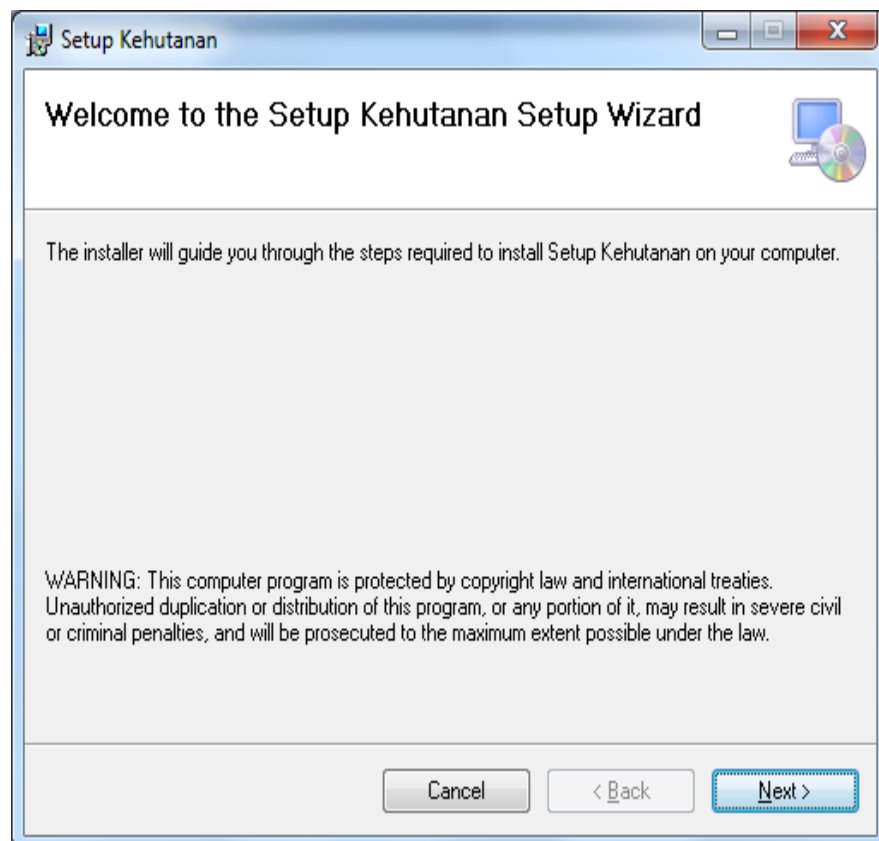 Setup Kehutanan
Welcome to the Setup Kehutanan Setup Wizard
The installer will guide you through the steps required to install Setup Kehutanan on your computer.
WARNING: This computer program is protected by copyright law and international treaties.
Unauthorized duplication or distribution of this program, or any portion of it, may result in severe civil
or criminal penalties, and will be prosecuted to the maximum extent possible under the law.
Cancel
< Back
Next >